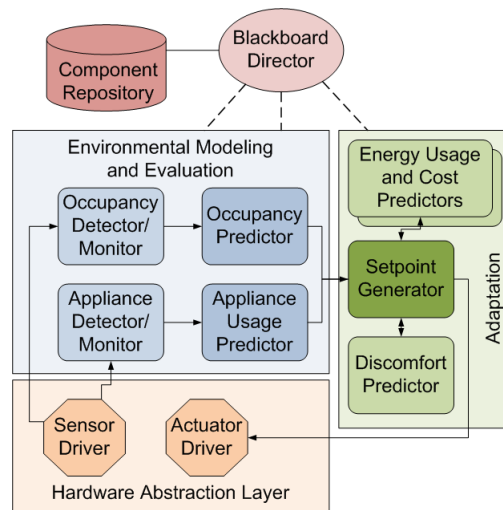 Blackboard
Director
Component
Repository
Environmental Modeling
and Evaluation
Occupancy
Detector/
Monitor
Occupancy
Predictor
Appliance
Detector/
Monitor
Appliance
Usage
Predictor
Energy Usage
and Cost
Predictors
Setpoint
Generator
Discomfort
Predictor
Adaptation
Sensor
Driver
Actuator
Driver
Hardware Abstraction Layer